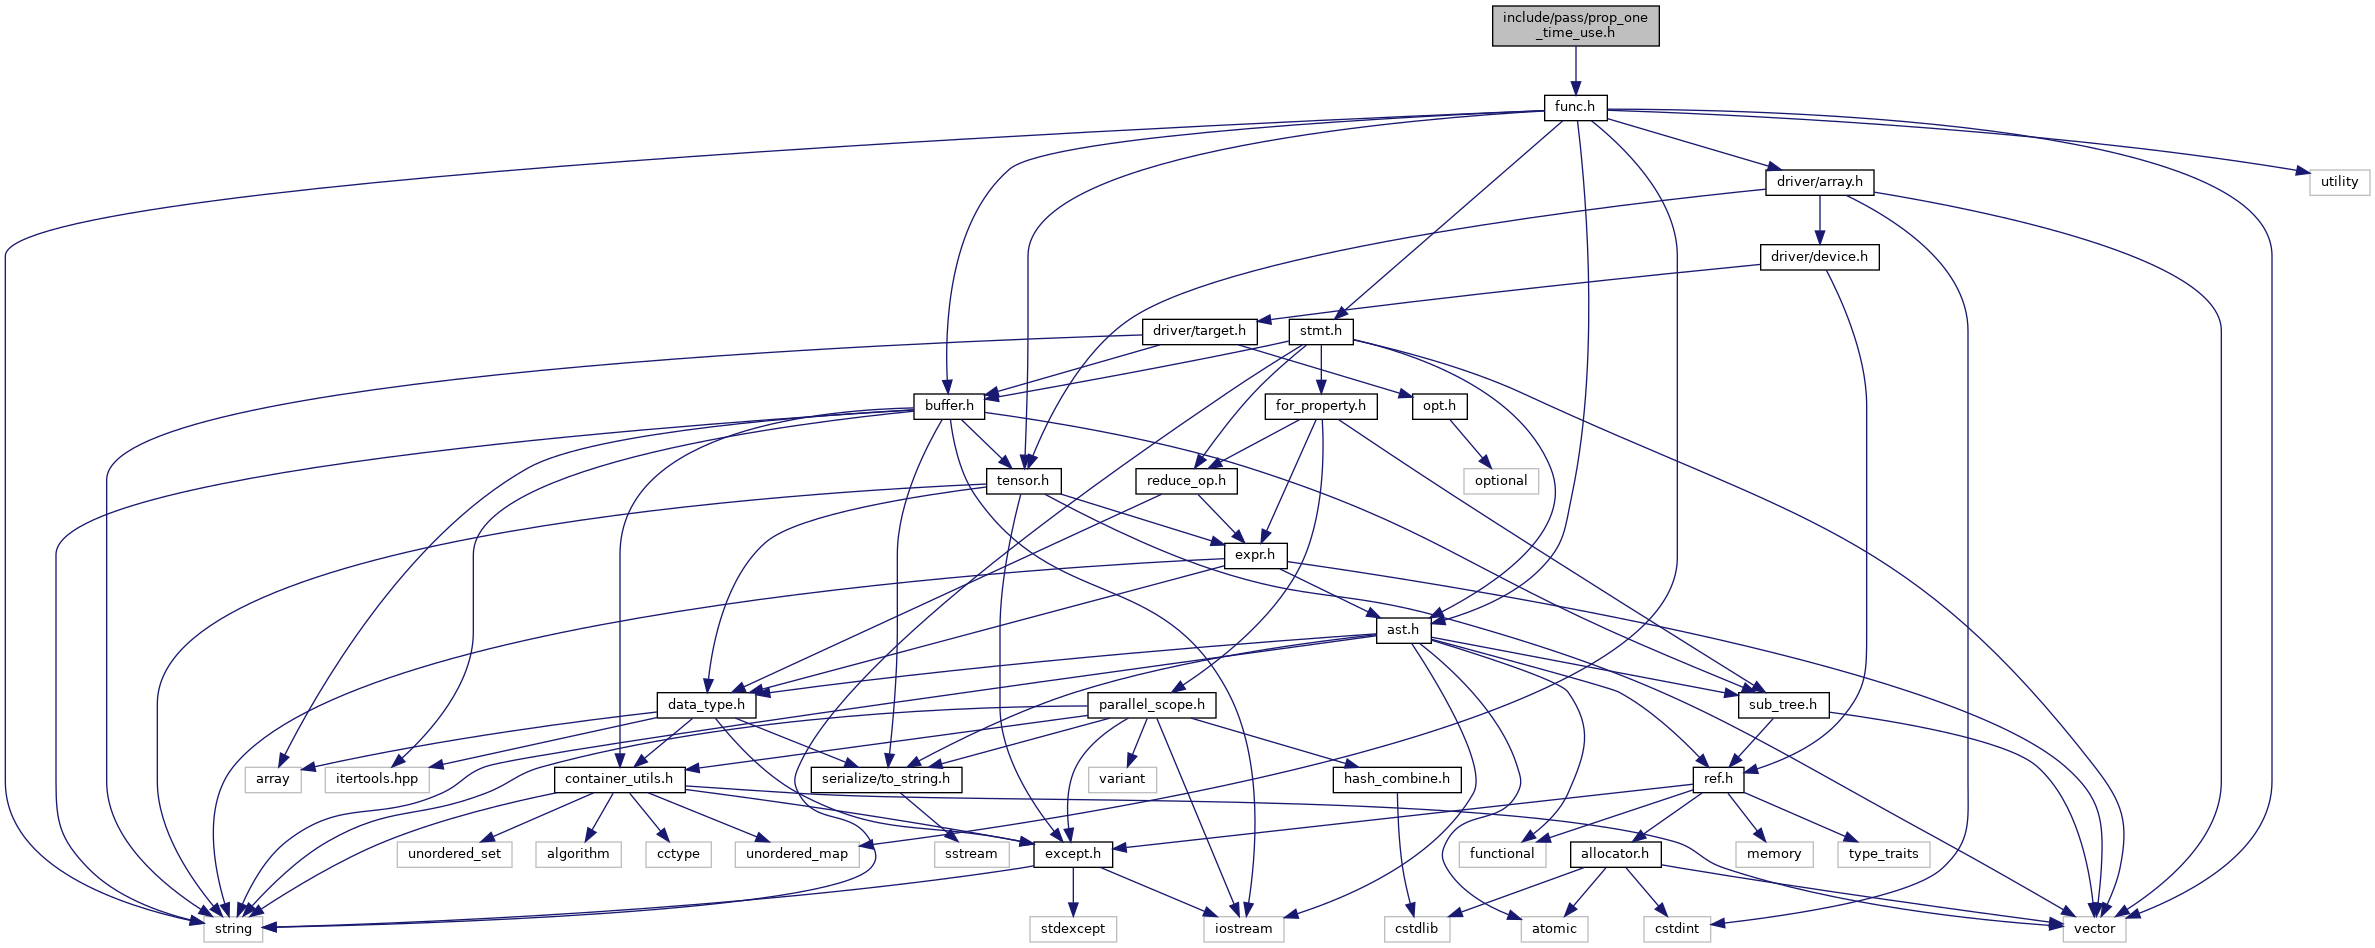 include/pass/prop_one
_time_use.h
func.h
driver/array.h
utility
driver/device.h
driver/target.h
stmt.h
buffer.h
for_property.h
opt.h
tensor.h
reduce_op.h
optional
expr.h
ast.h
data_type.h
parallel_scope.h
sub_tree.h
array
itertools.hpp
container_utils.h
serialize/to_string.h
variant
hash_combine.h
ref.h
unordered_set
algorithm
cctype
unordered_map
sstream
except.h
functional
allocator.h
memory
type_traits
string
stdexcept
iostream
cstdlib
atomic
cstdint
vector